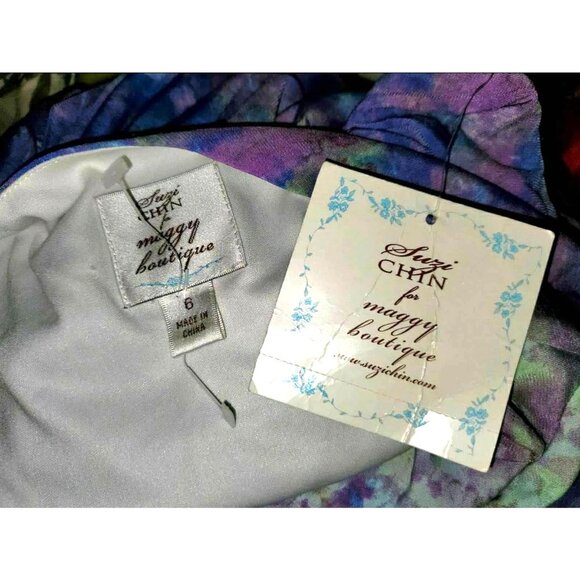 Suzi
CHIN
for
maggy
boutique
6
MADE IN
CHINA
Suzi
CHIN
for
maggy
boutique
www.suzichin.com